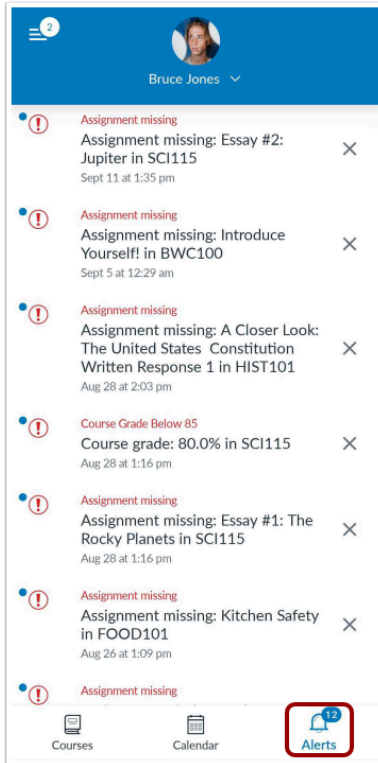 2
Bruce Jones
Assignment missing
Assignment missing: Essay #2:
Jupiter in SCI115
Sept 11 at 1:35 pm
Assignment missing
Assignment missing: Introduce
Yourself! in BWC100
Sept 5 at 12:29 am
Assignment missing
Assignment missing: A Closer Look:
The United States Constitution
Written Response 1 in HIST101
Aug 28 at 2:03 pm
Course Grade Below 85
Course grade: 80.0% in SCI115
Aug 28 at 1:16 pm
Assignment missing
Assignment missing: Essay #1: The
Rocky Planets in SCI115
Aug 28 at 1:16 pm
Assignment missing
Assignment missing: Kitchen Safety
in FOOD101
Aug 26 at 1:09 pm
Assignment missing
12
Courses
Calendar
Alerts